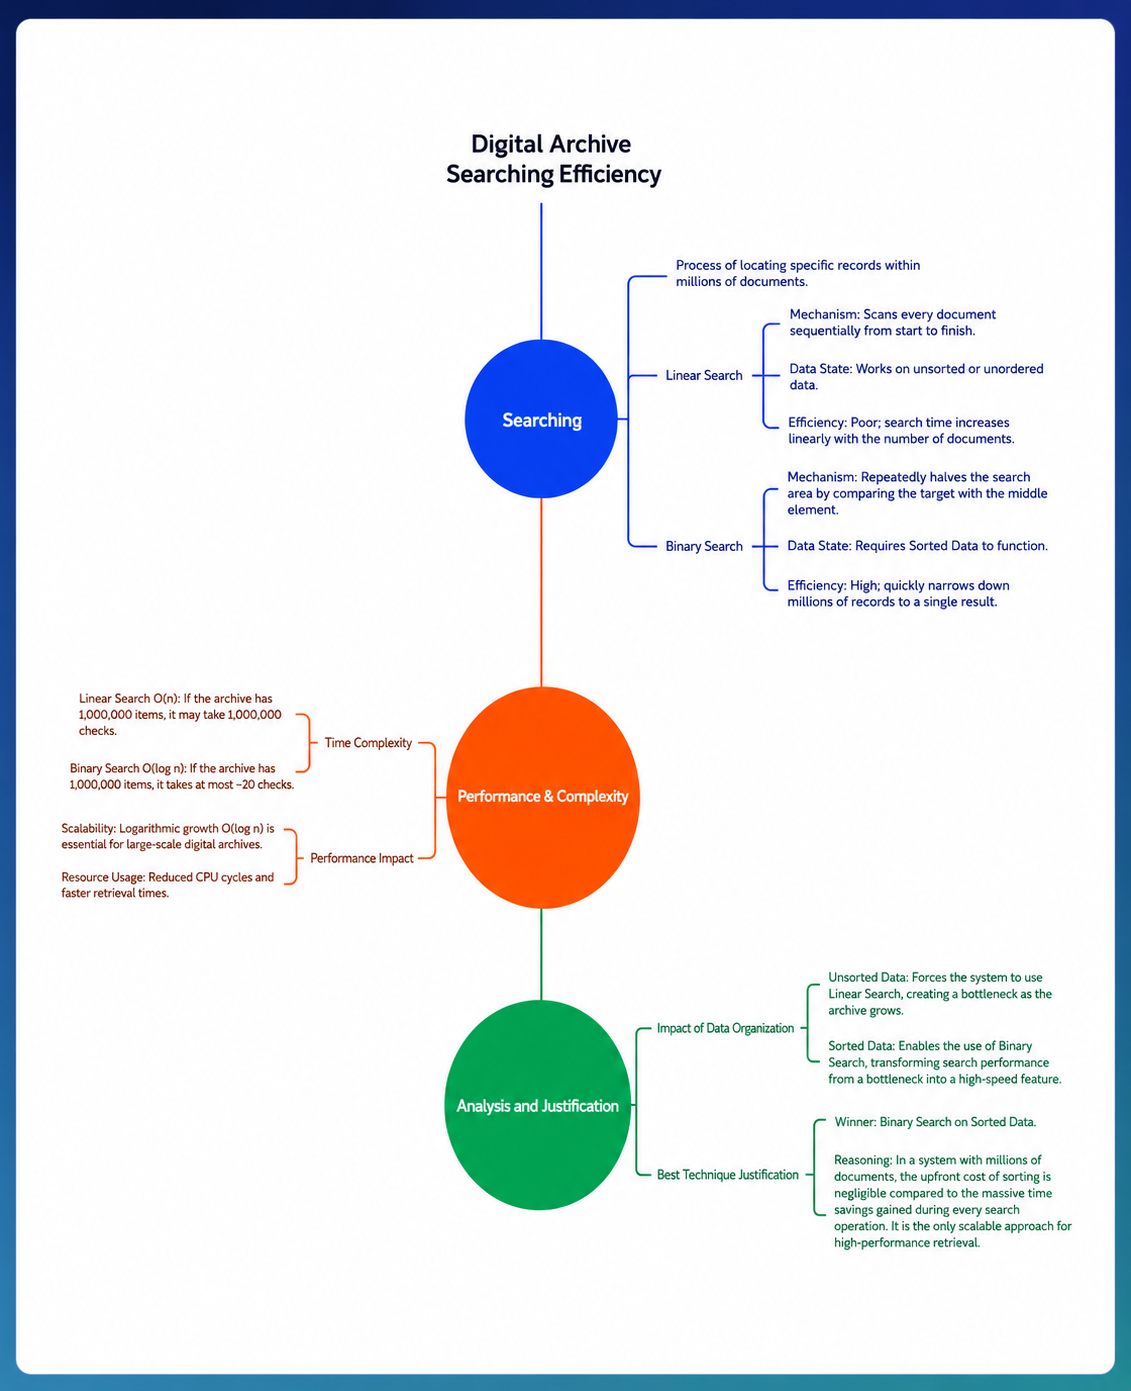 Digital Archive
Searching Efficiency
Searching
Process of locating specific records within
millions of documents.
Linear Search
Mechanism: Scans every document
sequentially from start to finish.
Data State: Works on unsorted or unordered
data.
Efficiency: Poor; search time increases
linearly with the number of documents.
Binary Search
Mechanism: Repeatedly halves the search
area by comparing the target with the middle
element.
Data State: Requires Sorted Data to function.
Efficiency: High; quickly narrows down
millions of records to a single result.
Performance & Complexity
Time Complexity
Linear Search O(n): If the archive has
1,000,000 items, it may take 1,000,000
checks.
Binary Search O(log n): If the archive has
1,000,000 items, it takes at most ~20 checks.
Performance Impact
Scalability: Logarithmic growth O(log n) is
essential for large-scale digital archives.
Resource Usage: Reduced CPU cycles and
faster retrieval times.
Analysis and Justification
Impact of Data Organization
Unsorted Data: Forces the system to use
Linear Search, creating a bottleneck as the
archive grows.
Sorted Data: Enables the use of Binary
Search, transforming search performance
from a bottleneck into a high-speed feature.
Best Technique Justification
Winner: Binary Search on Sorted Data.
Reasoning: In a system with millions of
documents, the upfront cost of sorting is
negligible compared to the massive time
savings gained during every search
operation. It is the only scalable approach for
high-performance retrieval.